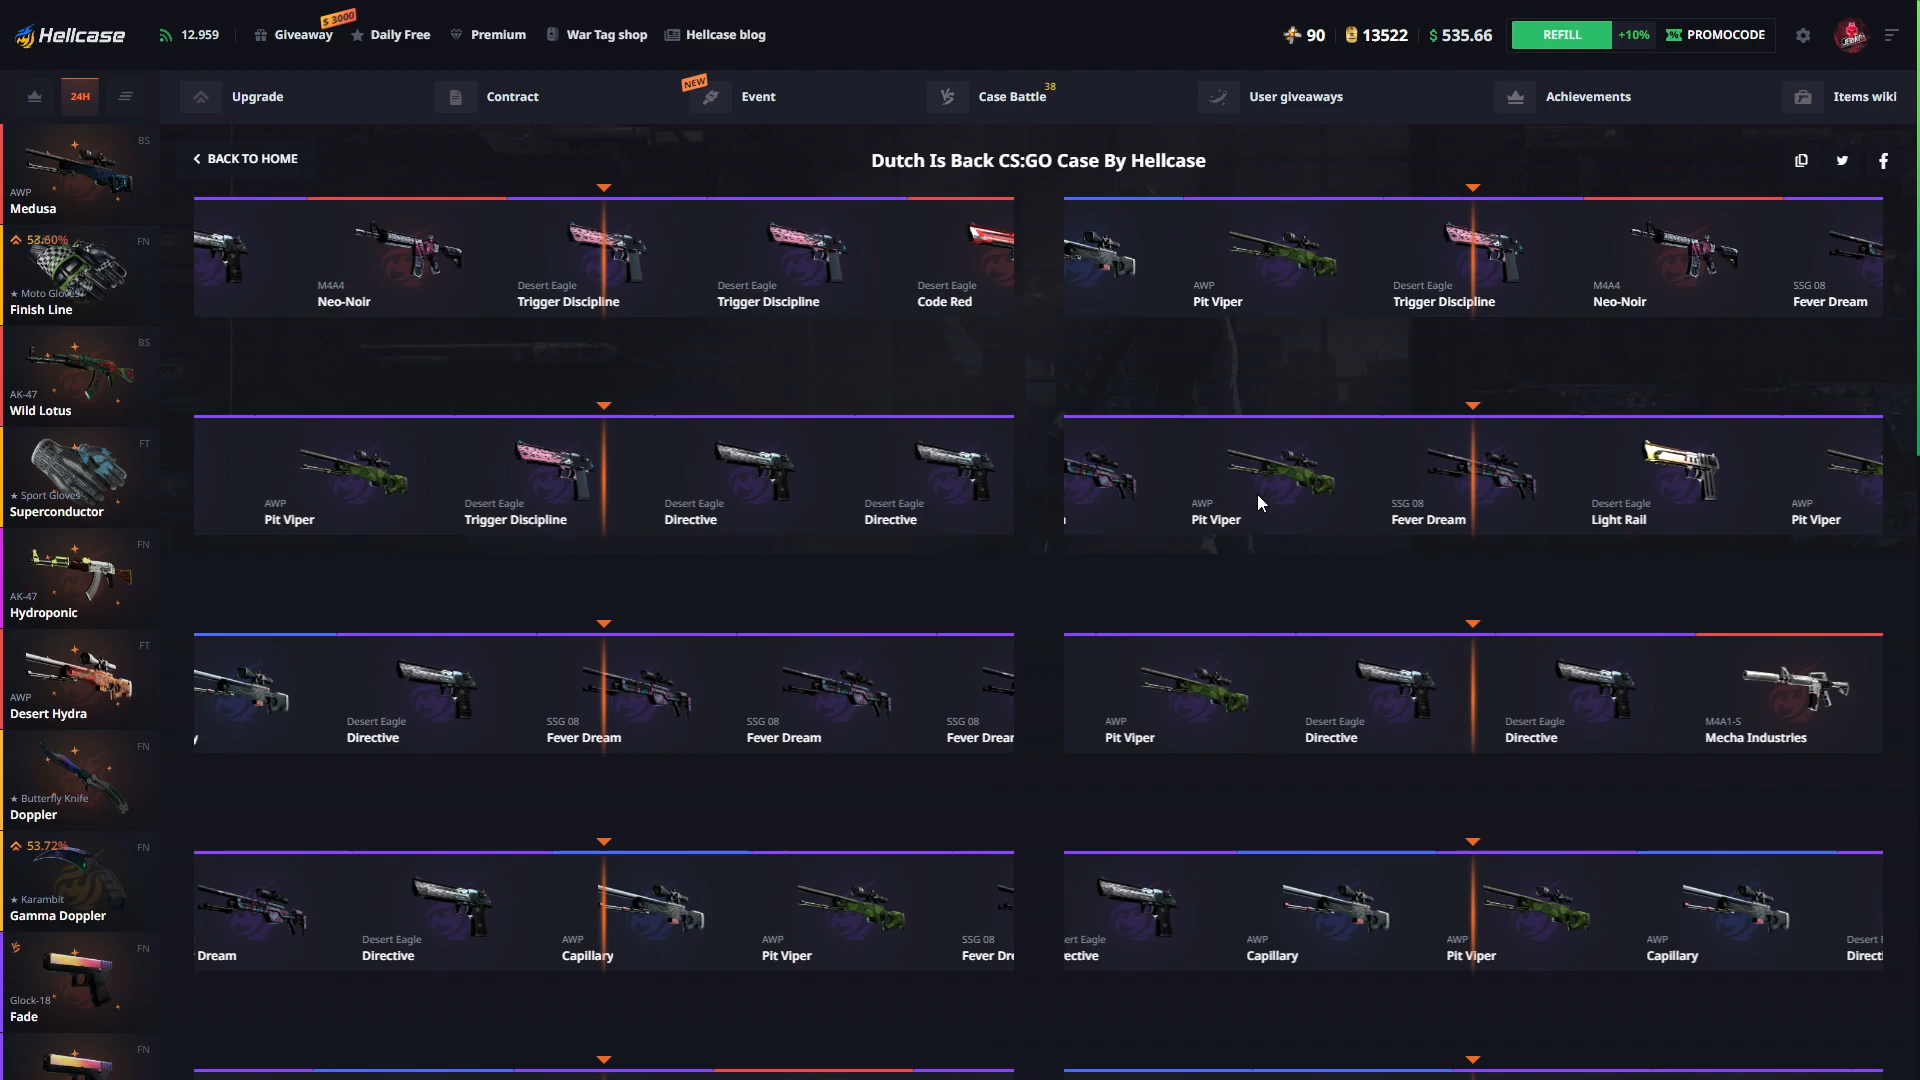 Hellcase
12.959
Giveaway
$ 3000
Daily Free
Premium
War Tag shop
Hellcase blog
90
13522
$ 535.66
REFILL
+10%
PROMOCODE
24H
Upgrade
Contract
NEW
Event
Case Battle
38
User giveaways
Achievements
Items wiki
BACK TO HOME
Dutch Is Back CS:GO Case By Hellcase
BS
AWP
Medusa
53.60%
FN
★ Moto Gloves
Finish Line
BS
AK-47
Wild Lotus
FT
★ Sport Gloves
Superconductor
FN
AK-47
Hydroponic
FT
AWP
Desert Hydra
FN
★ Butterfly Knife
Doppler
53.72%
FN
★ Karambit
Gamma Doppler
FN
Glock-18
Fade
FN
M4A4
Neo-Noir
Desert Eagle
Trigger Discipline
Desert Eagle
Trigger Discipline
Desert Eagle
Code Red
AWP
Pit Viper
Desert Eagle
Trigger Discipline
M4A4
Neo-Noir
SSG 08
Fever Dream
AWP
Pit Viper
Desert Eagle
Trigger Discipline
Desert Eagle
Directive
Desert Eagle
Directive
AWP
Pit Viper
SSG 08
Fever Dream
Desert Eagle
Light Rail
AWP
Pit Viper
Desert Eagle
Directive
SSG 08
Fever Dream
SSG 08
Fever Dream
SSG 08
Fever Drear
AWP
Pit Viper
Desert Eagle
Directive
Desert Eagle
Directive
M4A1-S
Mecha Industries
Dream
Desert Eagle
Directive
AWP
Capillary
AWP
Pit Viper
SSG 08
Fever Dre
ert Eagle
ective
AWP
Capillary
AWP
Pit Viper
AWP
Capillary
Desert E
Directi